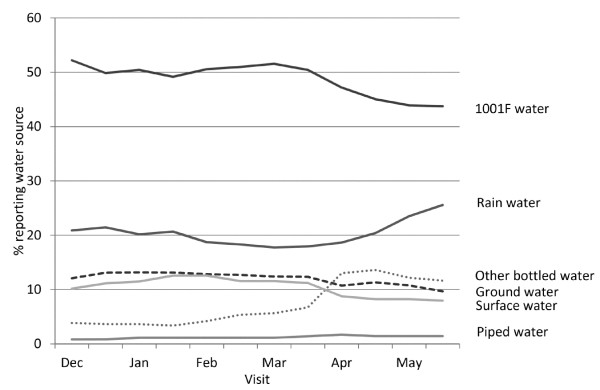 60
50
40
30
20
10
0
% reporting water source
1001F water
Rain water
Other bottled water
Ground water
Surface water
Piped water
Dec Jan Feb Mar Apr May
Visit